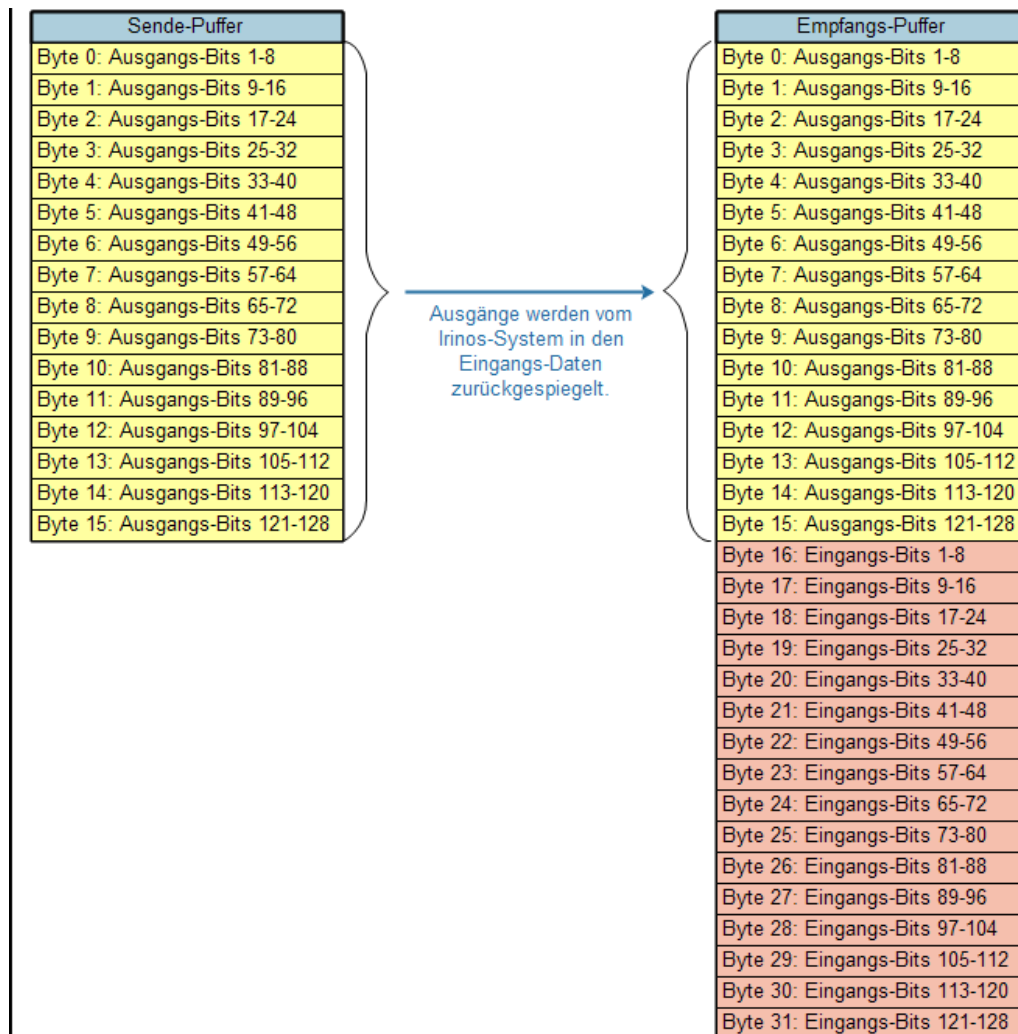 Sende-Puffer
Byte 0: Ausgangs-Bits 1-8
Byte 1: Ausgangs-Bits 9-16
Byte 2: Ausgangs-Bits 17-24
Byte 3: Ausgangs-Bits 25-32
Byte 4: Ausgangs-Bits 33-40
Byte 5: Ausgangs-Bits 41-48
Byte 6: Ausgangs-Bits 49-56
Byte 7: Ausgangs-Bits 57-64
Byte 8: Ausgangs-Bits 65-72
Byte 9: Ausgangs-Bits 73-80
Byte 10: Ausgangs-Bits 81-88
Byte 11: Ausgangs-Bits 89-96
Byte 12: Ausgangs-Bits 97-104
Byte 13: Ausgangs-Bits 105-112
Byte 14: Ausgangs-Bits 113-120
Byte 15: Ausgangs-Bits 121-128
Ausgänge werden vom
Irinos-System in den
Eingangs-Daten
zurückgespiegelt.
Empfangs-Puffer
Byte 0: Ausgangs-Bits 1-8
Byte 1: Ausgangs-Bits 9-16
Byte 2: Ausgangs-Bits 17-24
Byte 3: Ausgangs-Bits 25-32
Byte 4: Ausgangs-Bits 33-40
Byte 5: Ausgangs-Bits 41-48
Byte 6: Ausgangs-Bits 49-56
Byte 7: Ausgangs-Bits 57-64
Byte 8: Ausgangs-Bits 65-72
Byte 9: Ausgangs-Bits 73-80
Byte 10: Ausgangs-Bits 81-88
Byte 11: Ausgangs-Bits 89-96
Byte 12: Ausgangs-Bits 97-104
Byte 13: Ausgangs-Bits 105-112
Byte 14: Ausgangs-Bits 113-120
Byte 15: Ausgangs-Bits 121-128
Byte 16: Eingangs-Bits 1-8
Byte 17: Eingangs-Bits 9-16
Byte 18: Eingangs-Bits 17-24
Byte 19: Eingangs-Bits 25-32
Byte 20: Eingangs-Bits 33-40
Byte 21: Eingangs-Bits 41-48
Byte 22: Eingangs-Bits 49-56
Byte 23: Eingangs-Bits 57-64
Byte 24: Eingangs-Bits 65-72
Byte 25: Eingangs-Bits 73-80
Byte 26: Eingangs-Bits 81-88
Byte 27: Eingangs-Bits 89-96
Byte 28: Eingangs-Bits 97-104
Byte 29: Eingangs-Bits 105-112
Byte 30: Eingangs-Bits 113-120
Byte 31: Eingangs-Bits 121-128